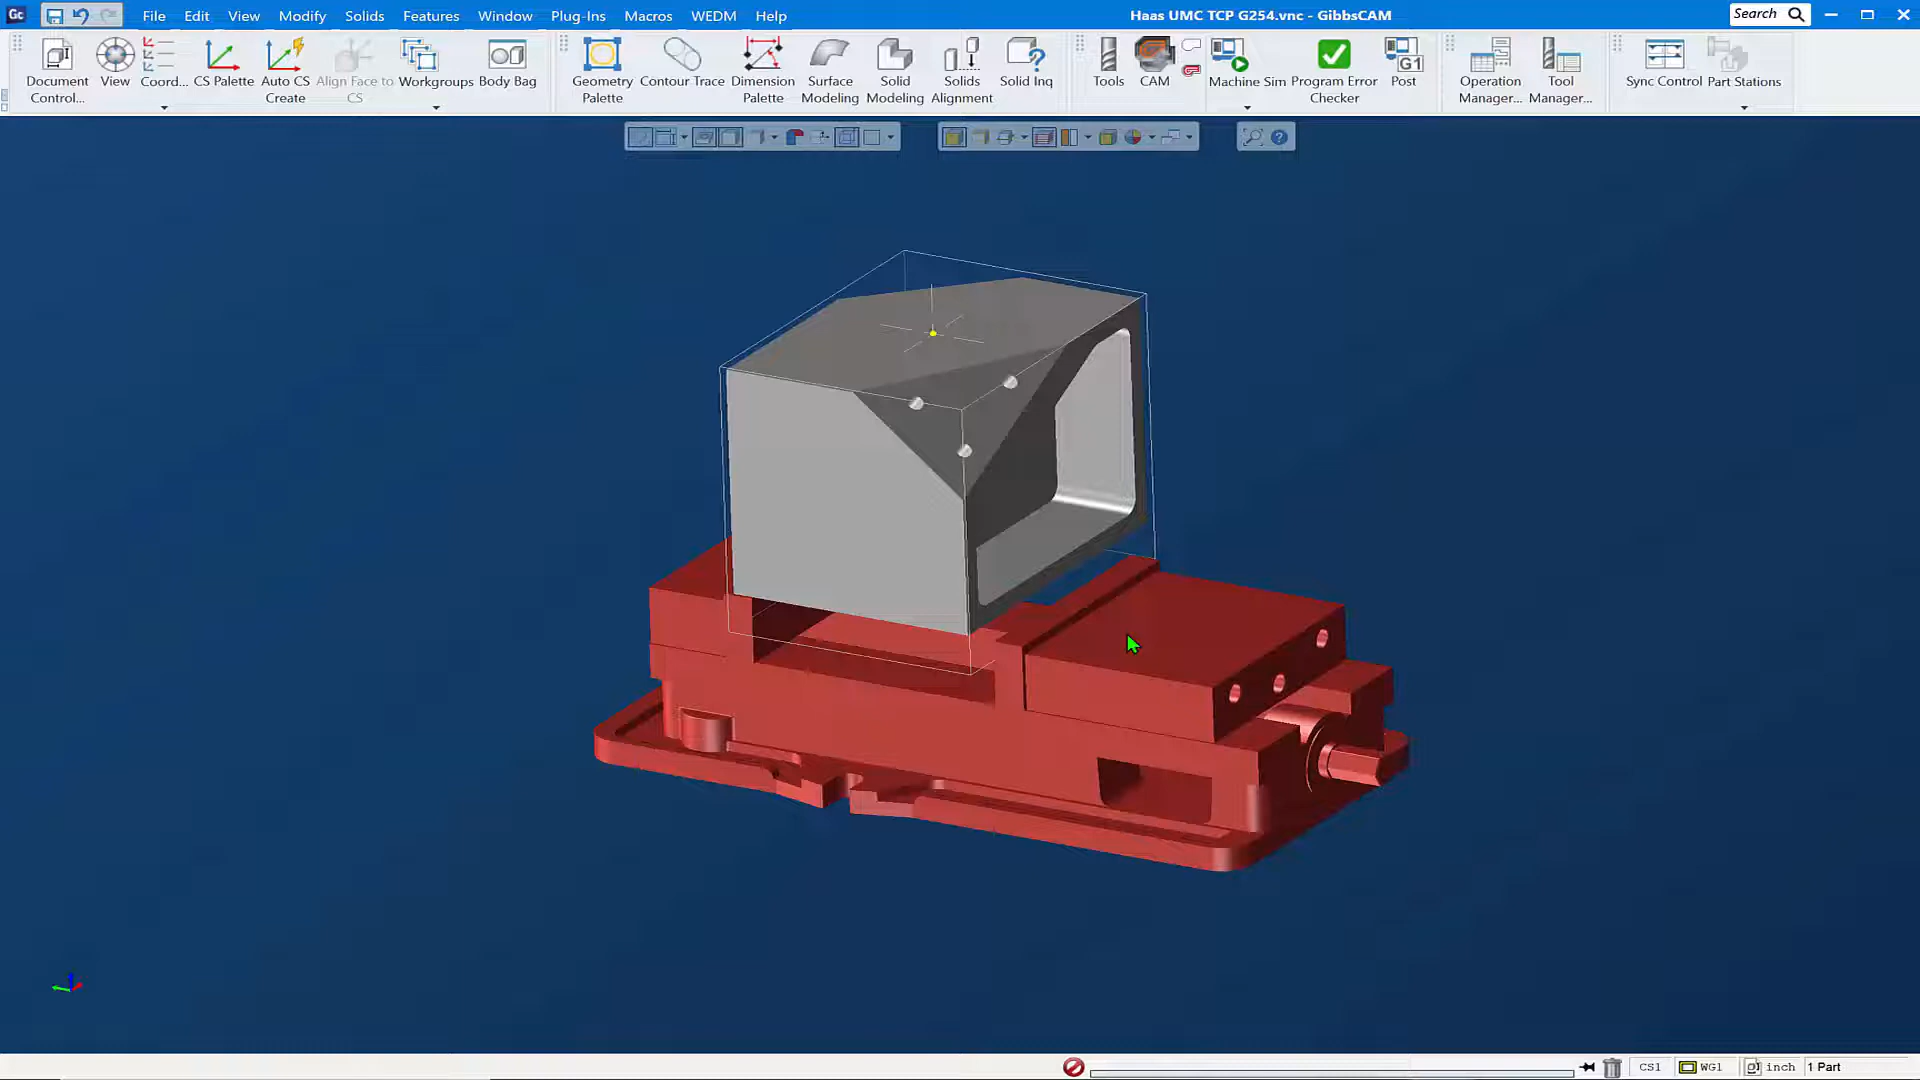 Gc File Edit View Modify Solids Features Window Plug-Ins Macros WEDM Help Haas UMC TCP G254.vnc - GibbsCAM Search
Document Control...
View
Coord...
CS Palette
Auto CS Create
Align Face to CS
Workgroups
Body Bag
Geometry Palette
Contour Trace
Dimension Palette
Surface Modeling
Solid Modeling
Solids Alignment
Solid Inq
Tools
CAM
Machine Sim
Program Error Checker
G1
Post
Operation Manager...
Tool Manager...
Sync Control
Part Stations
CS1 WG1 inch 1 Part